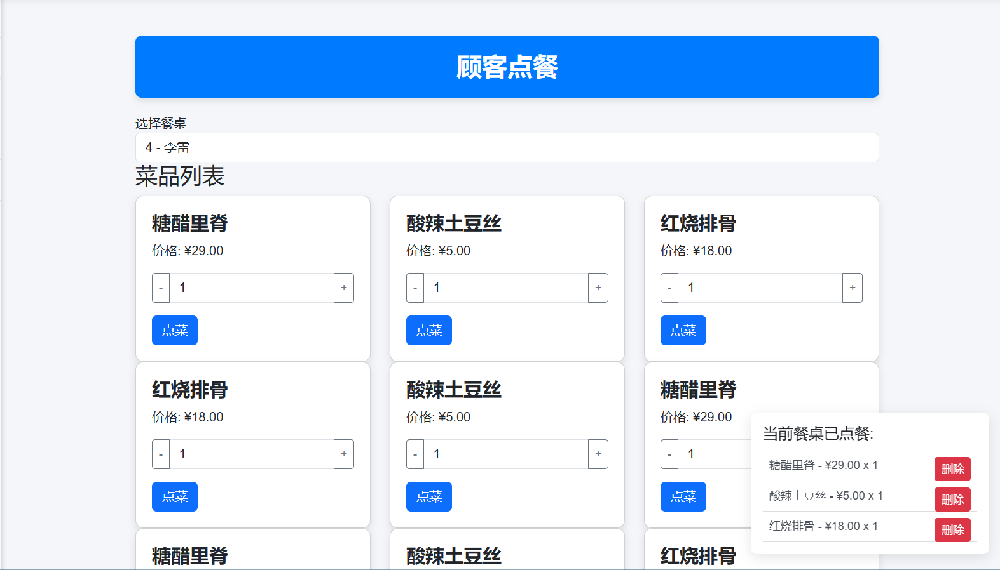 顾客点餐
选择餐桌
4 - 李雷
菜品列表
糖醋里脊
价格: ¥29.00
- 1 +
点菜
酸辣土豆丝
价格: ¥5.00
- 1 +
点菜
红烧排骨
价格: ¥18.00
- 1 +
点菜
红烧排骨
价格: ¥18.00
- 1 +
点菜
酸辣土豆丝
价格: ¥5.00
- 1 +
点菜
糖醋里脊
价格: ¥29.00
- 1
点菜
糖醋里脊
酸辣土豆丝
红烧排骨
当前餐桌已点餐:
糖醋里脊 - ¥29.00 x 1 删除
酸辣土豆丝 - ¥5.00 x 1 删除
红烧排骨 - ¥18.00 x 1 删除